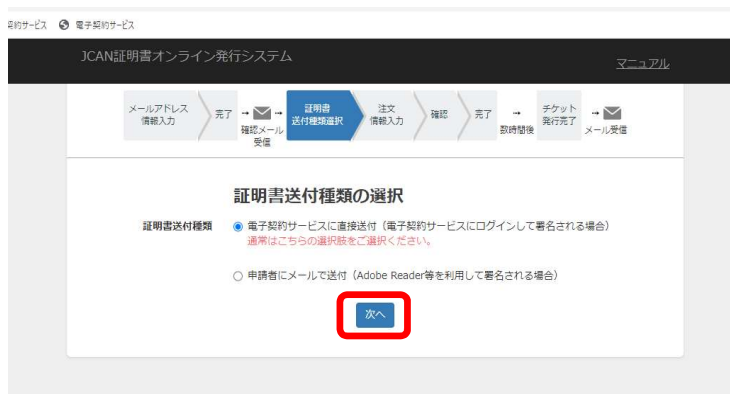 契約サービス 電子契約サービス
JCAN証明書オンライン発行システム
マニュアル
メールアドレス
情報入力
完了
→ →
確認メール
受信
証明書
送付種類選択
注文
情報入力
確認
完了
→
数時間後
チケット
発行完了
→
メール受信
証明書送付種類の選択
証明書送付種類
電子契約サービスに直接送付（電子契約サービスにログインして署名される場合）
通常はこちらの選択肢をご選択ください。
申請者にメールで送付（Adobe Reader等を利用して署名される場合）
次へ